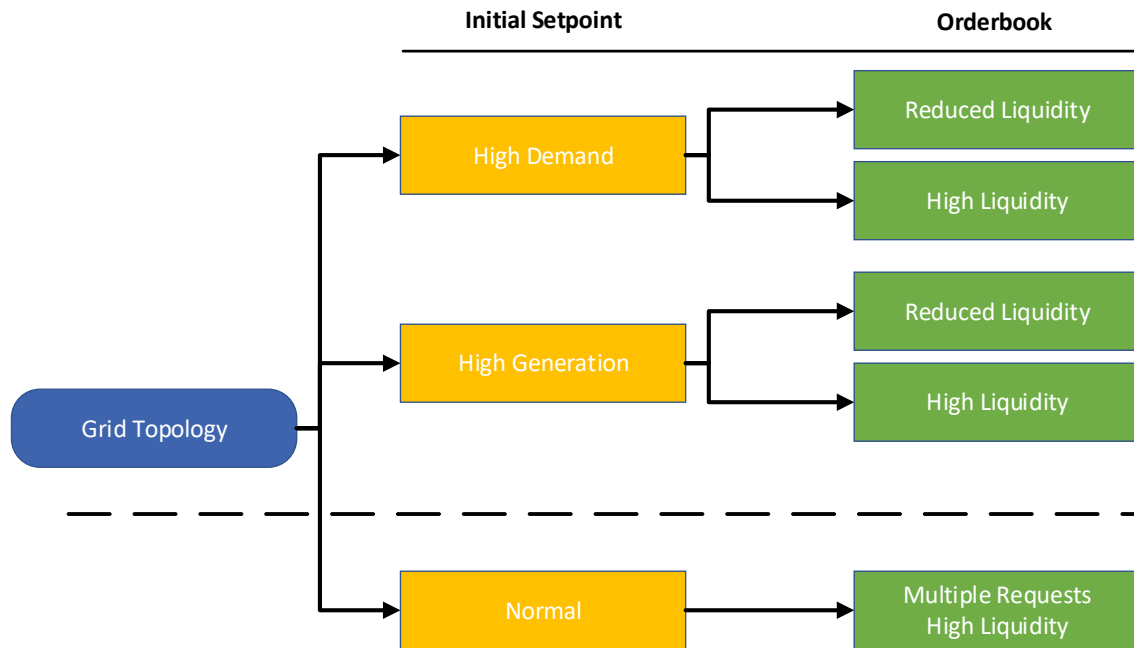 Initial Setpoint
Orderbook
Reduced Liquidity
High Demand
High Liquidity
Reduced Liquidity
High Generation
High Liquidity
Grid Topology
Normal
Multiple Requests
High Liquidity